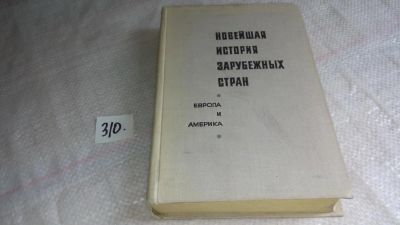 НОВЕЙШАЯ
ИСТОРИЯ
ЗАРУБЕЖНЫХ
СТРАН
ЕВРОПА
И
АМЕРИКА
310.